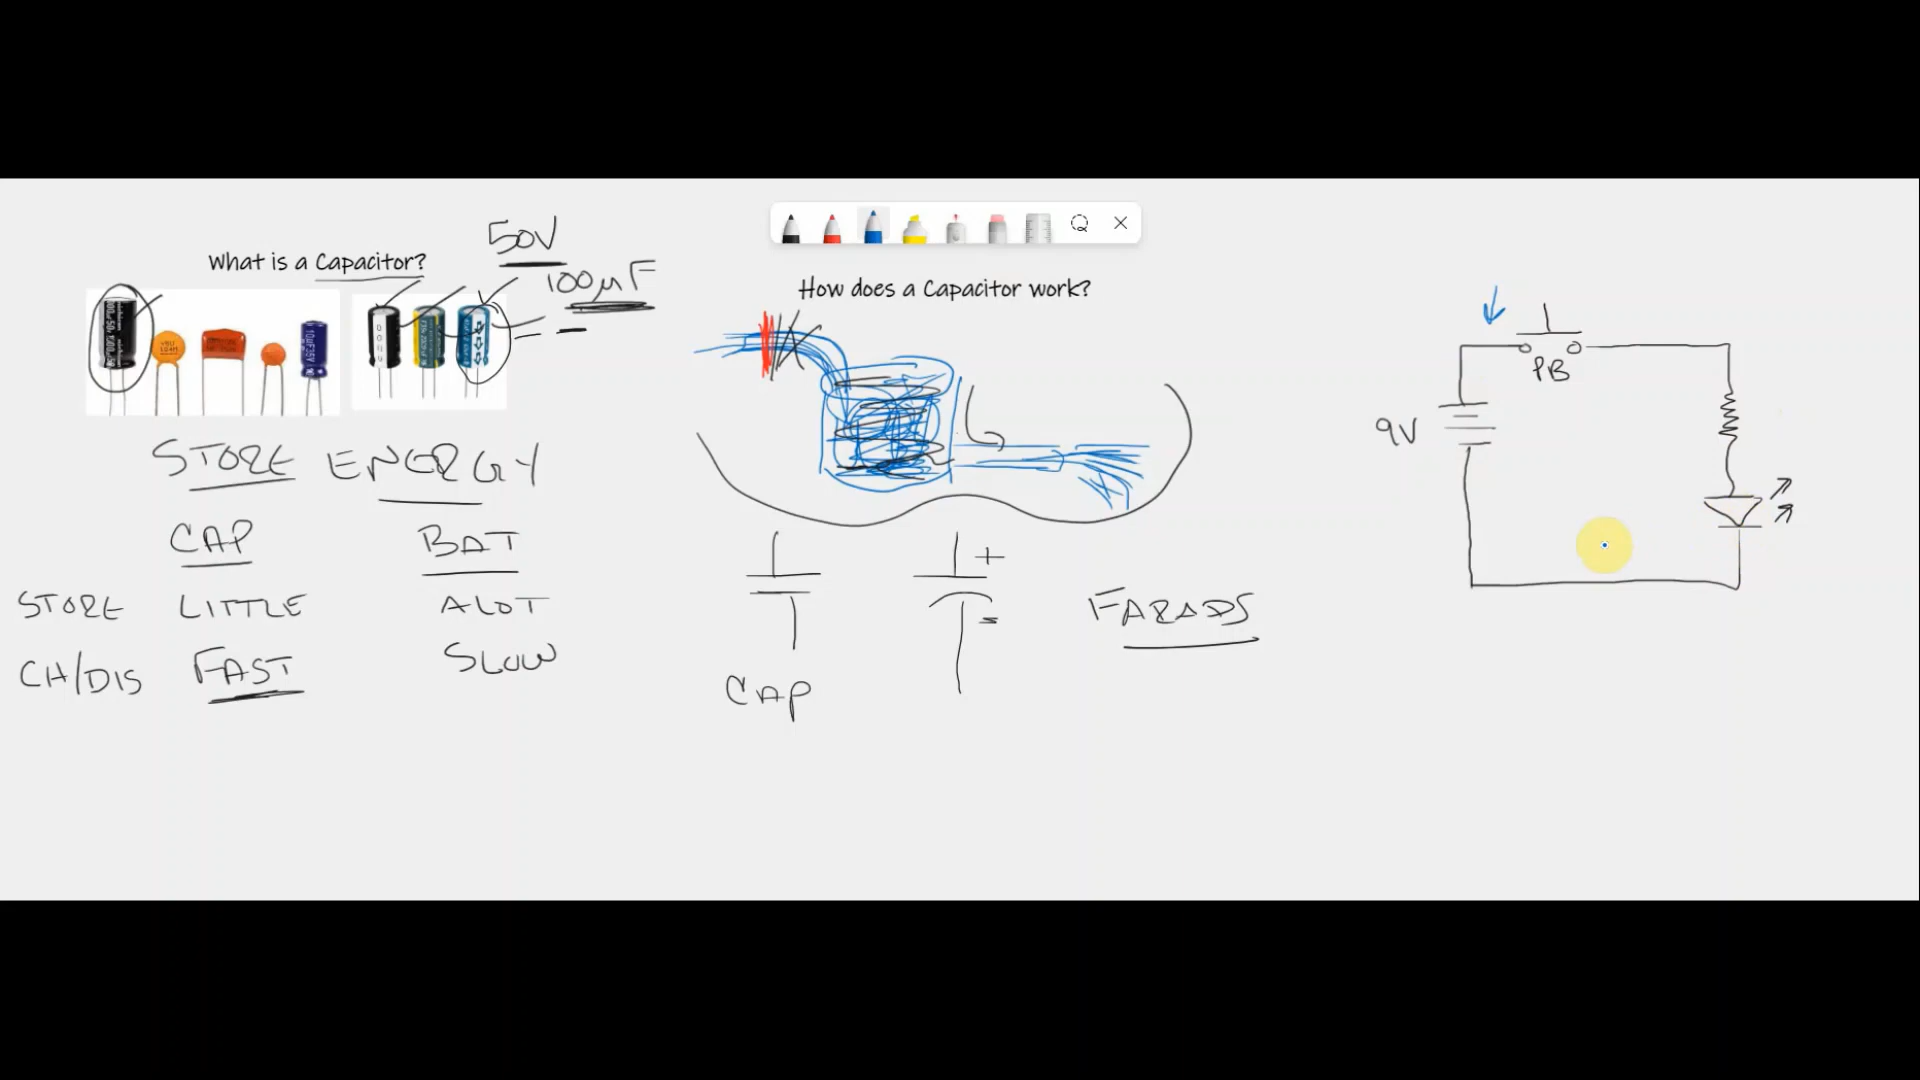 What is a Capacitor?
50V
100µF
10µF35V
STORE ENERGY
CAP BAT
STORE LITTLE ALOT
CH/DIS FAST SLOW
How does a Capacitor work?
+
CAP
FARADS
PB
9V